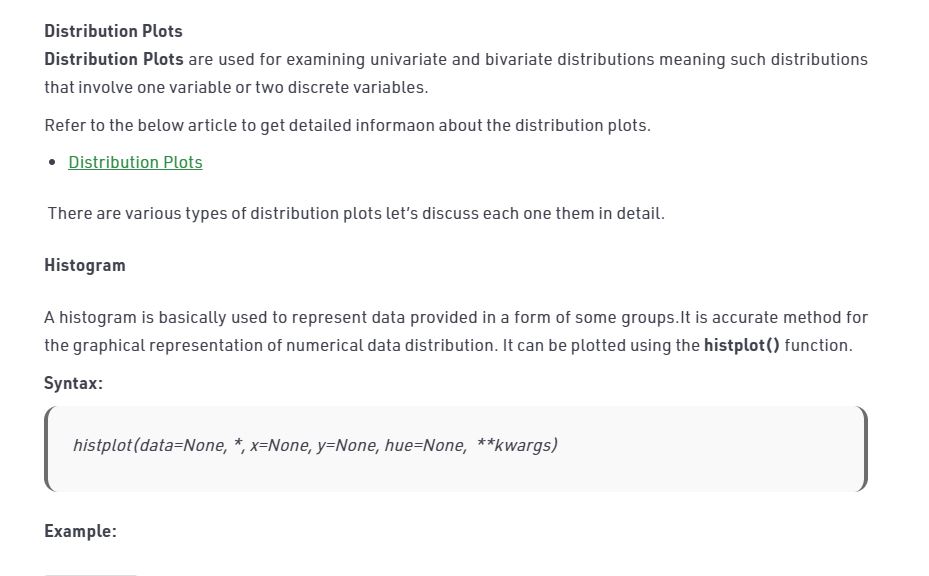 Distribution Plots
Distribution Plots are used for examining univariate and bivariate distributions meaning such distributions
that involve one variable or two discrete variables.
Refer to the below article to get detailed informaon about the distribution plots.
• Distribution Plots
There are various types of distribution plots let’s discuss each one them in detail.
Histogram
A histogram is basically used to represent data provided in a form of some groups.It is accurate method for
the graphical representation of numerical data distribution. It can be plotted using the histplot() function.
Syntax:
histplot(data=None, *, x=None, y=None, hue=None, **kwargs)
Example: